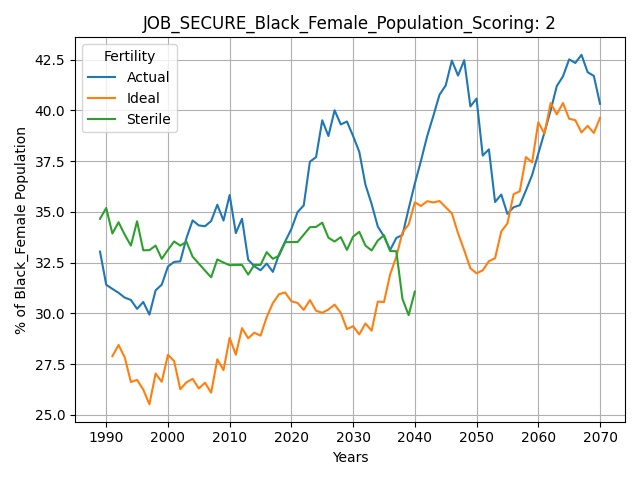 JOB_SECURE_Black_Female_Population_Scoring: 2
Fertility
Actual
Ideal
Sterile
% of Black_Female Population
42.5
40.0
37.5
35.0
32.5
30.0
27.5
25.0
1990 2000 2010 2020 2030 2040 2050 2060 2070
Years